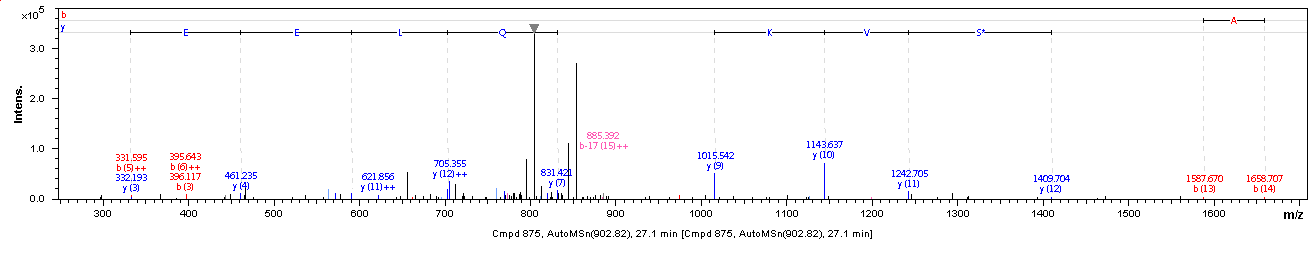 ×10⁵
b
y
A
E E L Q K V S*
3.0
2.0
1.0
0.0
Intens.
331.595
b (5)++
332.193
y (3)
395.643
b (6)++
396.117
b (3)
461.235
y (4)
621.856
y (11)++
705.355
y (12)++
831.421
y (7)
885.392
b-17 (15)++
1015.542
y (9)
1143.637
y (10)
1242.705
y (11)
1409.704
y (12)
1587.670
b (13)
1658.707
b (14)
300 400 500 600 700 800 900 1000 1100 1200 1300 1400 1500 1600 m/z
Cmpd 875, AutoMSn(902.82), 27.1 min [Cmpd 875, AutoMSn(902.82), 27.1 min]